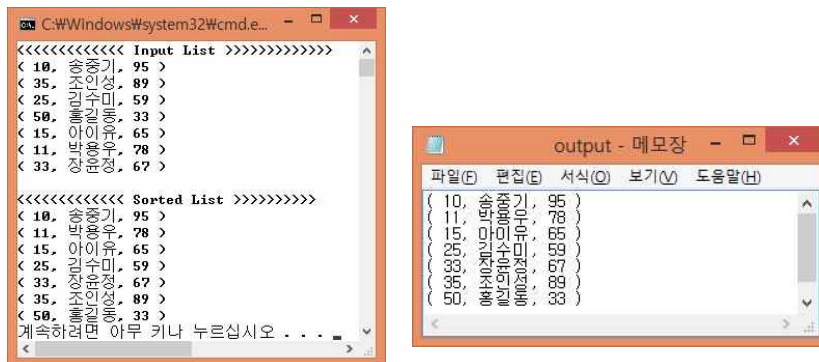 C:₩Windows₩system32₩cmd.e...
<<<<<<<<<<<<< Input List >>>>>>>>>>>>>
( 10, 송중기, 95 )
( 35, 조인성, 89 )
( 25, 김수미, 59 )
( 50, 홍길동, 33 )
( 15, 아이유, 65 )
( 11, 박용우, 78 )
( 33, 장윤정, 67 )
<<<<<<<<<<<<< Sorted List >>>>>>>>>>
( 10, 송중기, 95 )
( 11, 박용우, 78 )
( 15, 아이유, 65 )
( 25, 김수미, 59 )
( 33, 장윤정, 67 )
( 35, 조인성, 89 )
( 50, 홍길동, 33 )
계속하려면 아무 키나 누르십시오 . . .
output - 메모장
파일(F) 편집(E) 서식(O) 보기(V) 도움말(H)
( 10, 송중기, 95 )
( 11, 박용우, 78 )
( 15, 아이유, 65 )
( 25, 김수미, 59 )
( 33, 장윤정, 67 )
( 35, 조인성, 89 )
( 50, 홍길동, 33 )